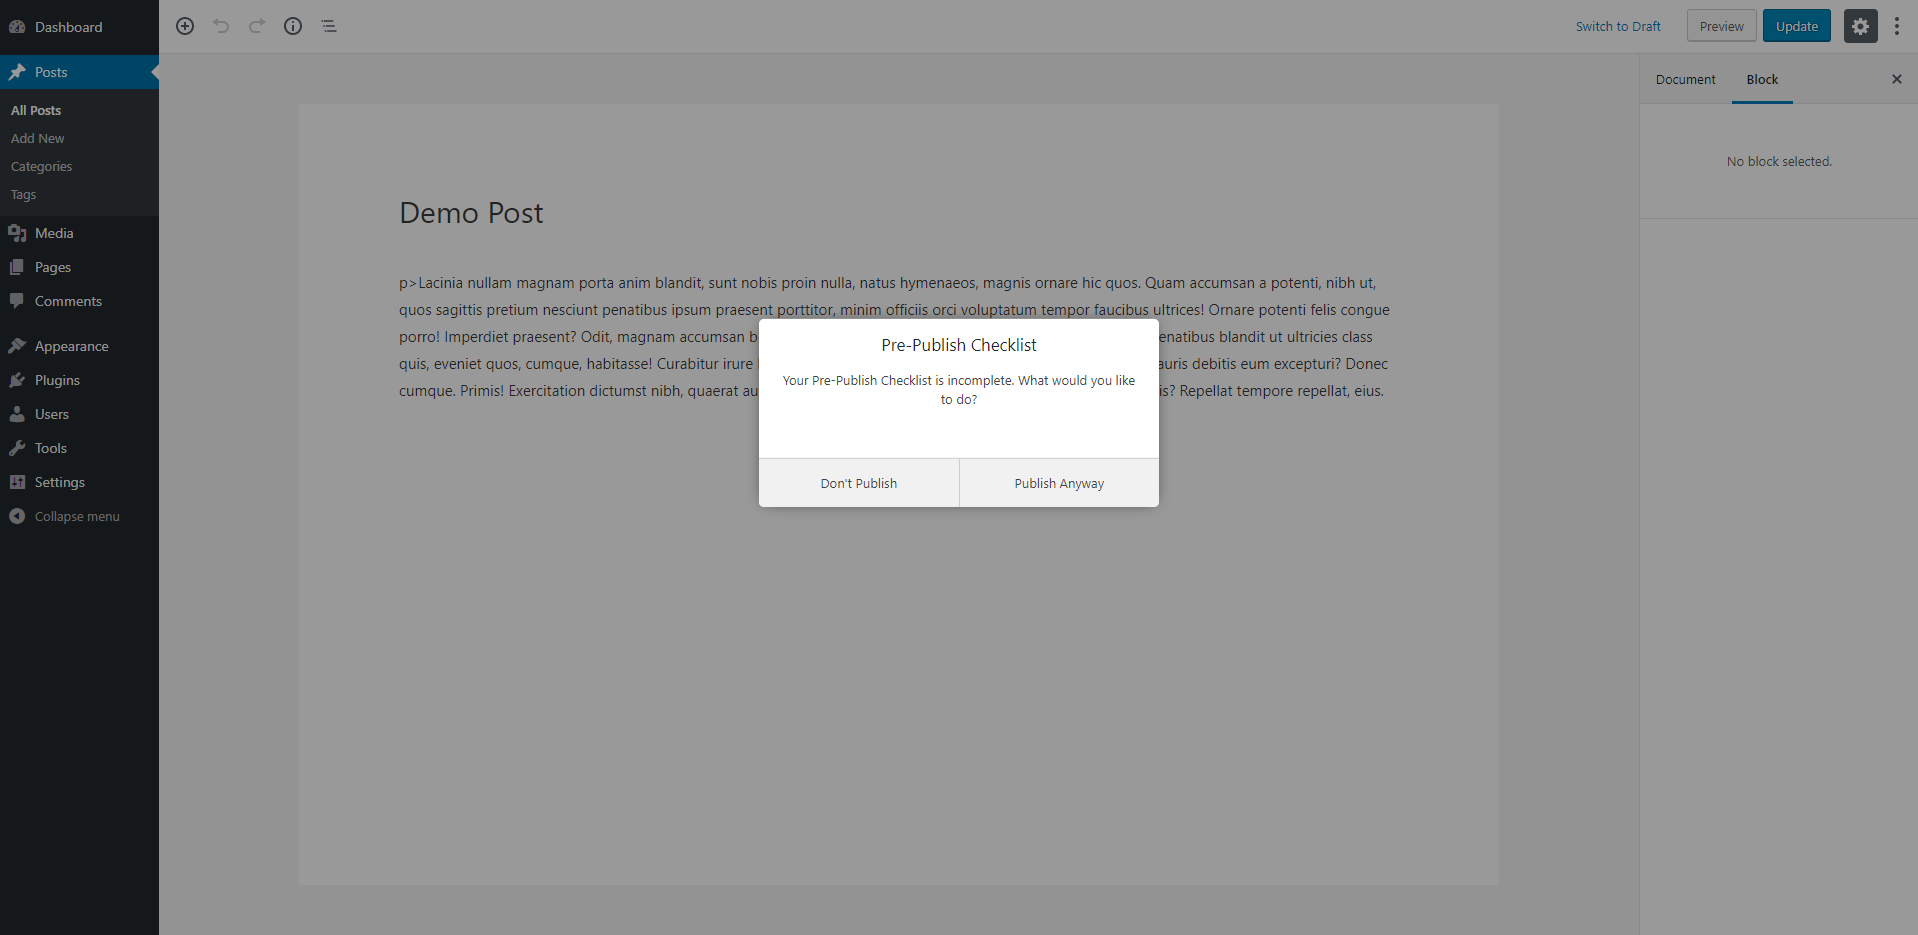 Dashboard
Posts
All Posts
Add New
Categories
Tags
Media
Pages
Comments
Appearance
Plugins
Users
Tools
Settings
Collapse menu
Switch to Draft
Preview
Update
Document
Block
No block selected.
Demo Post
p>Lacinia nullam magnam porta anim blandit, sunt nobis proin nulla, natus hymenaeos, magnis ornare hic quos. Quam accumsan a potenti, nibh ut,
quos sagittis pretium nesciunt penatibus ipsum praesent porttitor, minim officiis orci voluptatum tempor faucibus ultrices! Ornare potenti felis congue
porro! Imperdiet praesent? Odit, magnam accumsan b enatibus blandit ut ultricies class
quis, eveniet quos, cumque, habitasse! Curabitur irure auris debitis eum excepturi? Donec
cumque. Primis! Exercitation dictumst nibh, quaerat au is? Repellat tempore repellat, eius.
Pre-Publish Checklist
Your Pre-Publish Checklist is incomplete. What would you like
to do?
Don't Publish
Publish Anyway